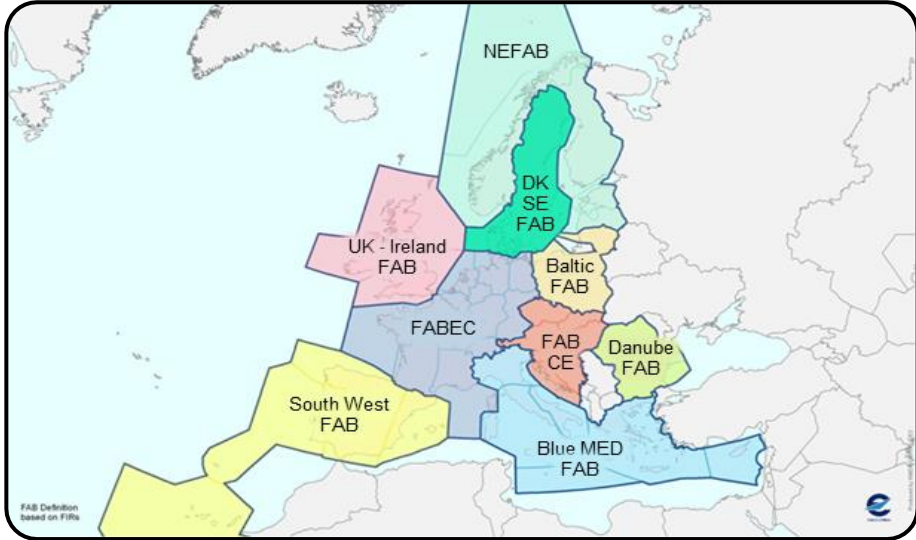 NEFAB
DK
SE
FAB
UK - Ireland
FAB
Baltic
FAB
FABEC
FAB
CE
Danube
FAB
South West
FAB
Blue MED
FAB
FAB Definition
based on FIRs